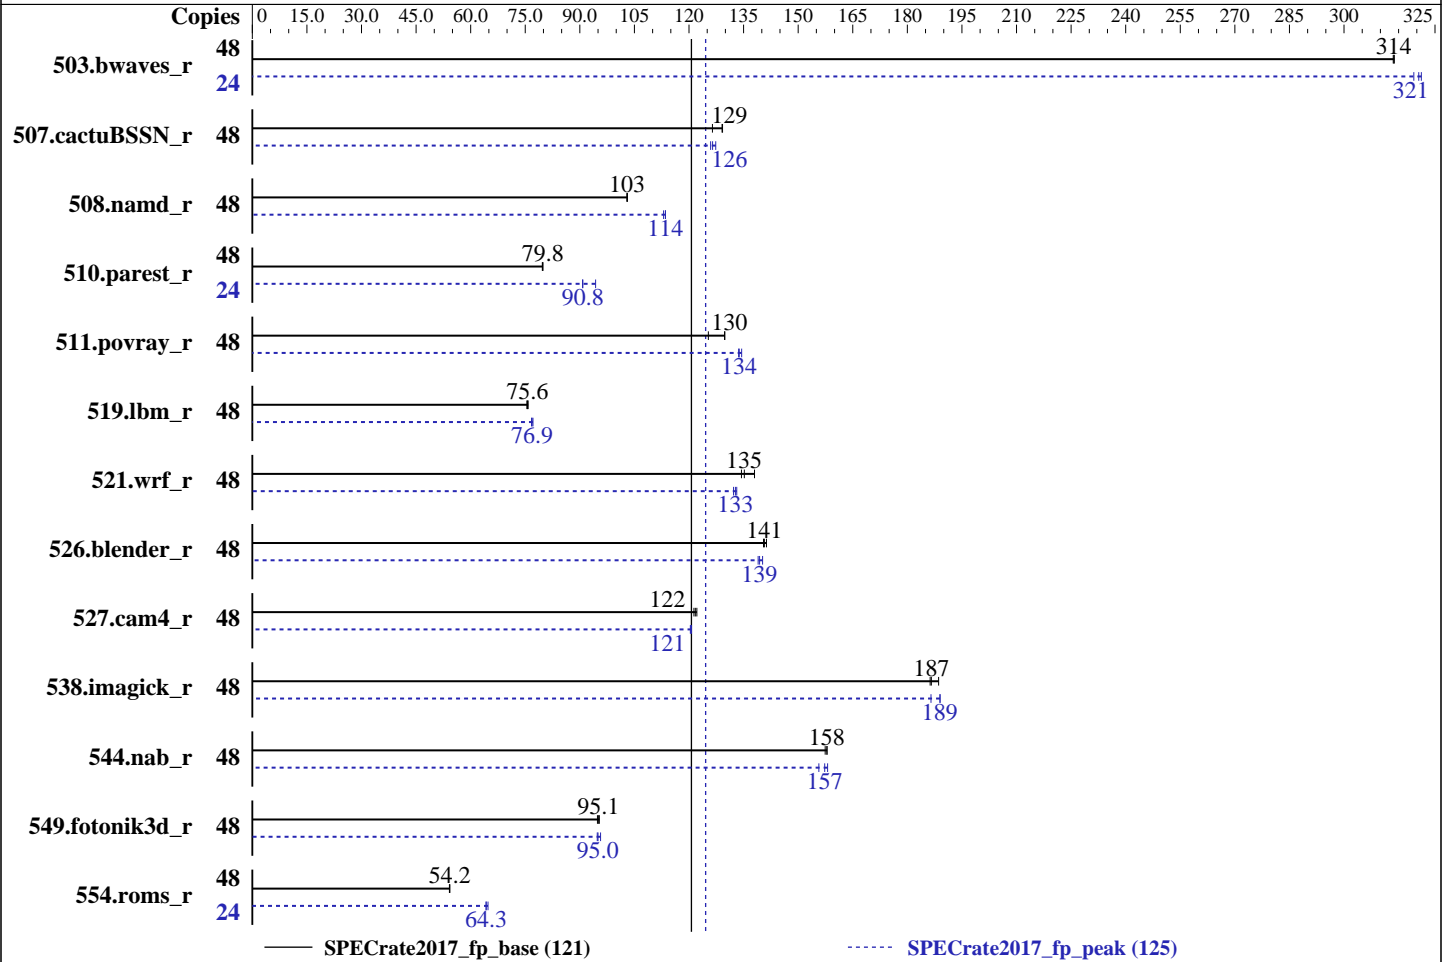 Copies 0 15.0 30.0 45.0 60.0 75.0 90.0 105 120 135 150 165 180 195 210 225 240 255 270 285 300 325
503.bwaves_r 48 314
24 321
507.cactuBSSN_r 48 129
126
508.namd_r 48 103
114
510.parest_r 48 79.8
24 90.8
511.povray_r 48 130
134
519.lbm_r 48 75.6
76.9
521.wrf_r 48 135
133
526.blender_r 48 141
139
527.cam4_r 48 122
121
538.imagick_r 48 187
189
544.nab_r 48 158
157
549.fotonik3d_r 48 95.1
95.0
554.roms_r 48 54.2
24 64.3
SPECrate2017_fp_base (121) SPECrate2017_fp_peak (125)